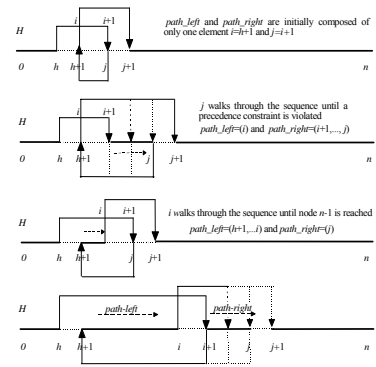 i i+1
H
path_left and path_right are initially composed of
only one element i=h+1 and j=i+1
0 h h+1 j j+1 n
i i+1
H
j walks through the sequence until a
precedence constraint is violated
path_left=(i) and path_right=(i+1,..., j)
0 h h+1 j j+1 n
i i+1
H
i walks through the sequence until node n-1 is reached
path_left=(h+1,...i) and path_right=(j)
0 h h+1 j j+1 n
H path-left path-right
0 h h+1 i i+1 j j+1 n